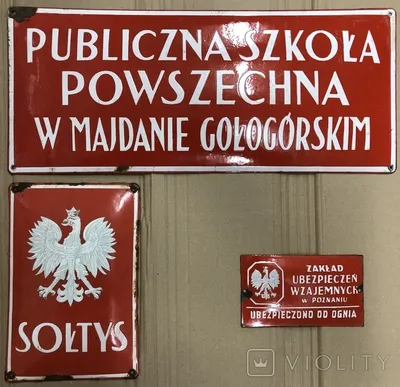 PUBLICZNA SZKOŁA
POWSZECHNA
W MAJDANIE GOŁOGÓRSKIM
SOŁTYS
ZAKŁAD
UBEZPIECZEŃ
WZAJEMNYCH
W POZNANIU
UBEZPIECZONO OD OGNIA
VIOLITY